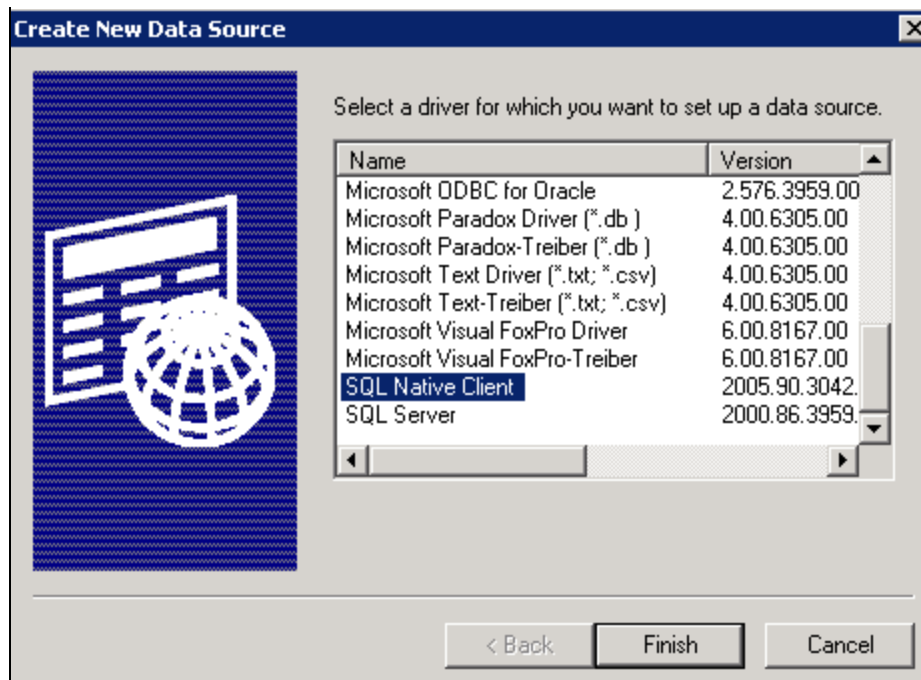 Create New Data Source
Select a driver for which you want to set up a data source.
Name Version
Microsoft ODBC for Oracle 2.576.3959.00
Microsoft Paradox Driver (*.db ) 4.00.6305.00
Microsoft Paradox-Treiber (*.db ) 4.00.6305.00
Microsoft Text Driver (*.txt; *.csv) 4.00.6305.00
Microsoft Text-Treiber (*.txt; *.csv) 4.00.6305.00
Microsoft Visual FoxPro Driver 6.00.8167.00
Microsoft Visual FoxPro-Treiber 6.00.8167.00
SQL Native Client 2005.90.3042.
SQL Server 2000.86.3959.
< Back Finish Cancel